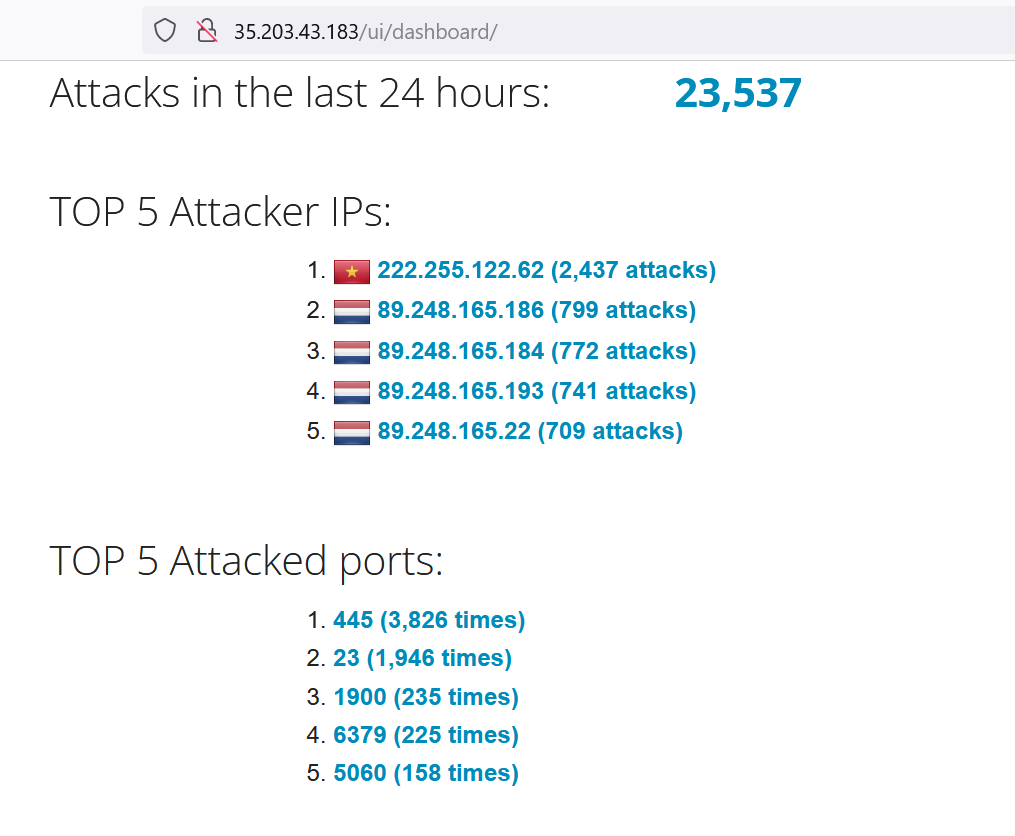 35.203.43.183/ui/dashboard/
Attacks in the last 24 hours: 23,537
TOP 5 Attacker IPs:
1. 222.255.122.62 (2,437 attacks)
2. 89.248.165.186 (799 attacks)
3. 89.248.165.184 (772 attacks)
4. 89.248.165.193 (741 attacks)
5. 89.248.165.22 (709 attacks)
TOP 5 Attacked ports:
1. 445 (3,826 times)
2. 23 (1,946 times)
3. 1900 (235 times)
4. 6379 (225 times)
5. 5060 (158 times)